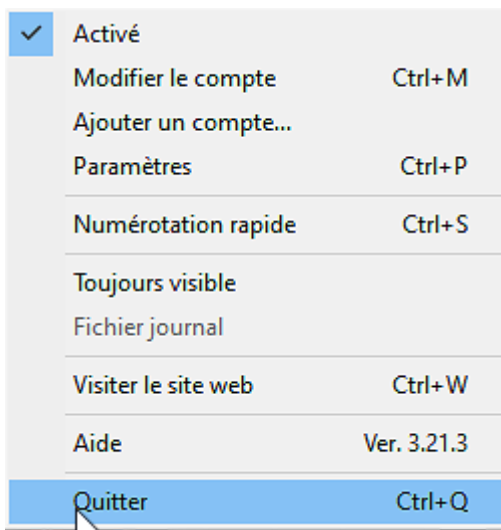 Activé
Modifier le compte Ctrl+M
Ajouter un compte...
Paramètres Ctrl+P
Numérotation rapide Ctrl+S
Toujours visible
Fichier journal
Visiter le site web Ctrl+W
Aide Ver. 3.21.3
Quitter Ctrl+Q